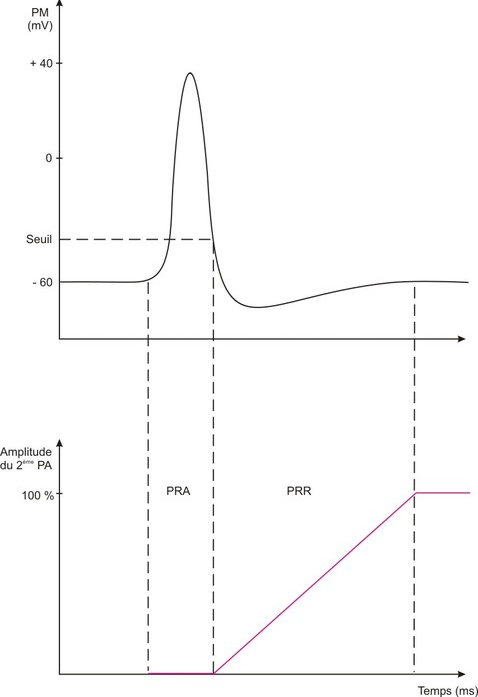 PM
(mV)
+ 40
0
Seuil
- 60
Amplitude
du 2ème PA
100 %
PRA
PRR
Temps (ms)